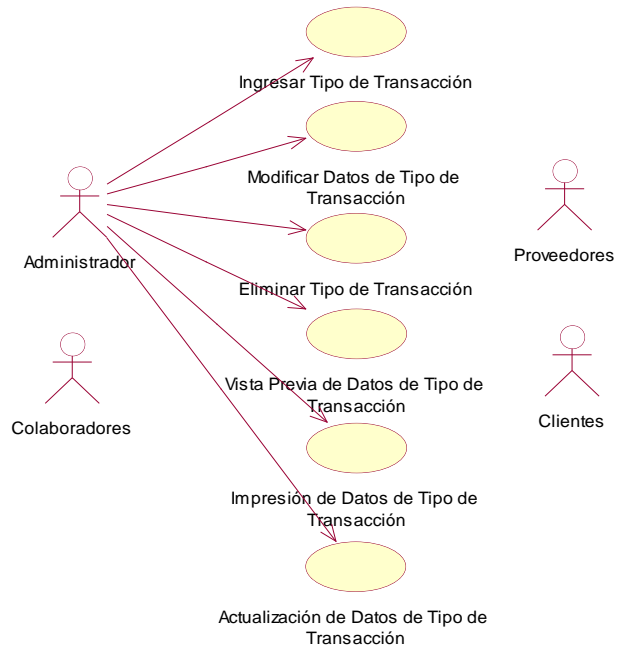 Ingresar Tipo de Transacción
Modificar Datos de Tipo de
Transacción
Administrador
Proveedores
Eliminar Tipo de Transacción
Vista Previa de Datos de Tipo de
Transacción
Colaboradores
Clientes
Impresión de Datos de Tipo de
Transacción
Actualización de Datos de Tipo de
Transacción